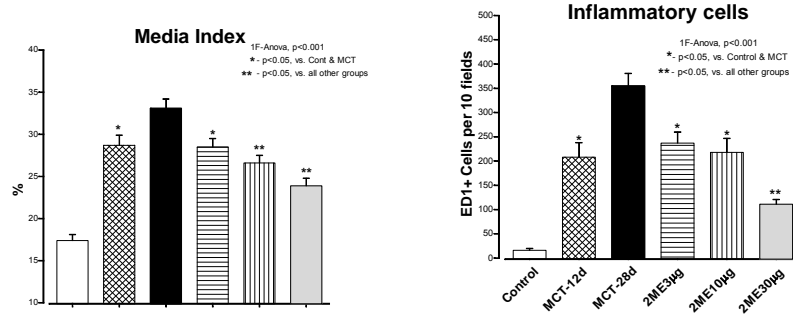 Media Index
1F-Anova, p<0.001
*- p<0.05, vs. Cont & MCT
** - p<0.05, vs. all other groups
40
35
30
25
20
15
10
%
*
*
**
**
Inflammatory cells
1F-Anova, p<0.001
*- p<0.05, vs. Control & MCT
**- p<0.05, vs. all other groups
500
450
400
350
300
250
200
150
100
50
0
ED1+ Cells per 10 fields
*
*
*
**
Control
MCT-12d
MCT-28d
2ME3µg
2ME10µg
2ME30µg